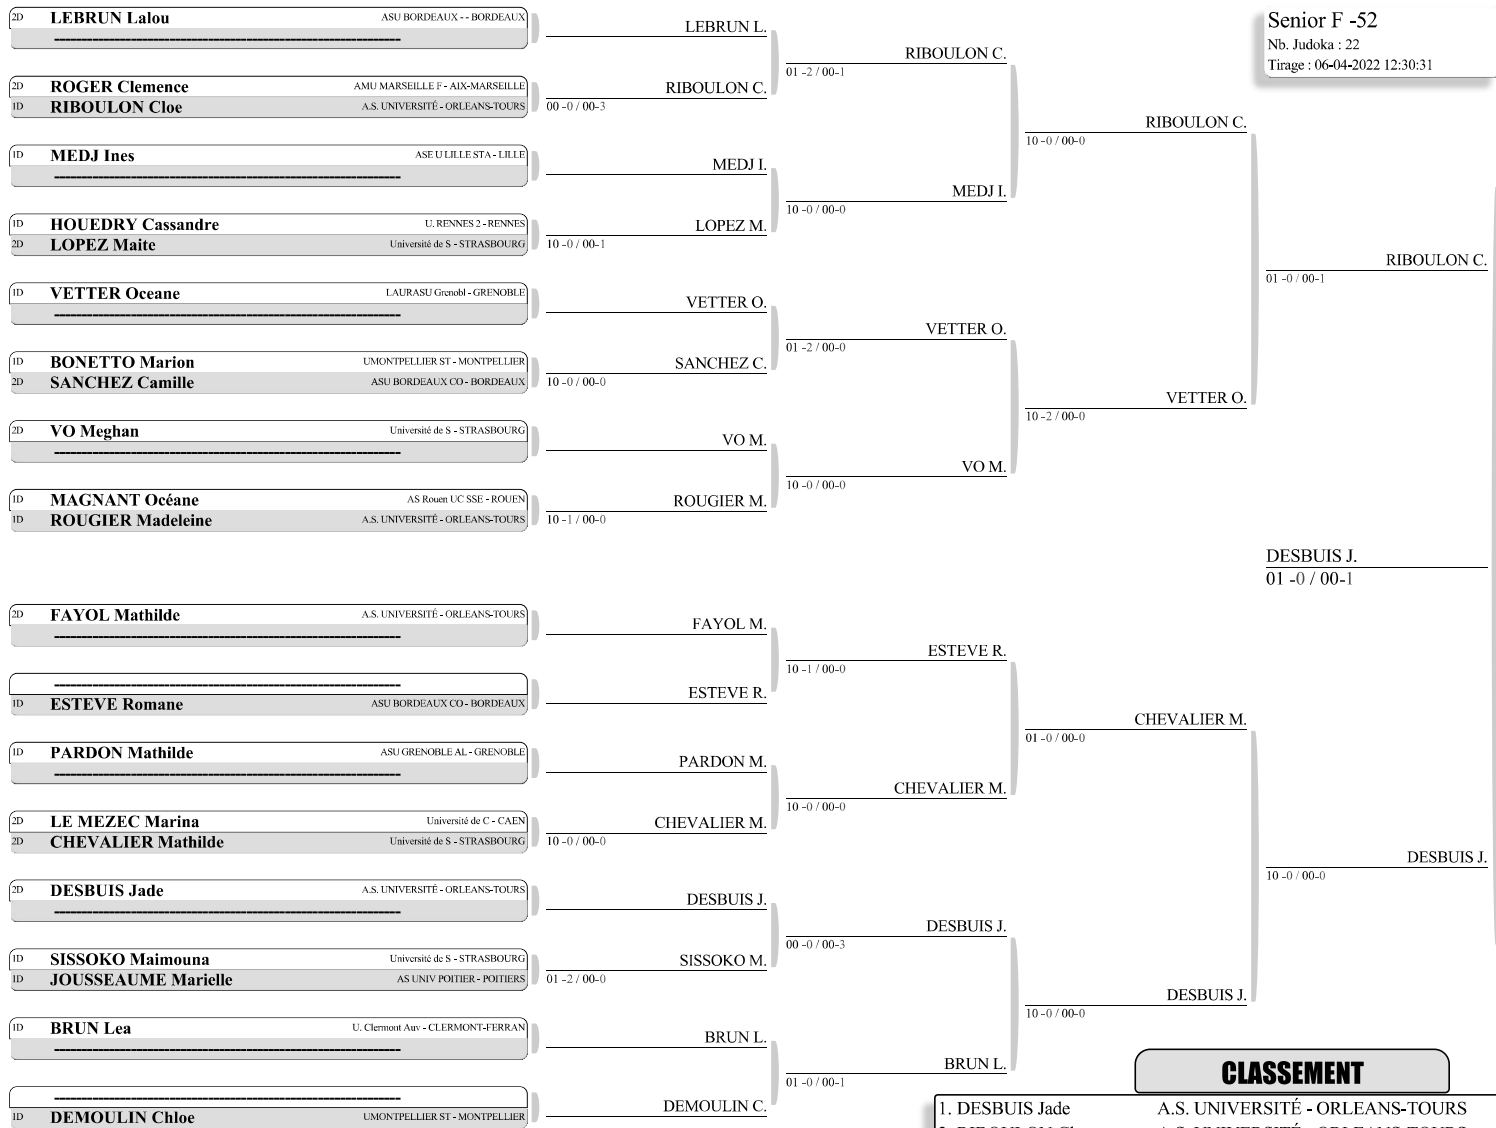 Senior F -52
Nb. Judoka : 22
Tirage : 06-04-2022 12:30:31
2D LEBRUN Lalou ASU BORDEAUX - - BORDEAUX
2D ROGER Clemence AMU MARSEILLE F - AIX-MARSEILLE
1D RIBOULON Cloe A.S. UNIVERSITÉ - ORLEANS-TOURS
1D MEDJ Ines ASE U LILLE STA - LILLE
1D HOUEDRY Cassandre U. RENNES 2 - RENNES
2D LOPEZ Maite Université de S - STRASBOURG
1D VETTER Oceane LAURASU Grenobl - GRENOBLE
1D BONETTO Marion UMONTPELLIER ST - MONTPELLIER
2D SANCHEZ Camille ASU BORDEAUX CO - BORDEAUX
2D VO Meghan Université de S - STRASBOURG
1D MAGNANT Océane AS Rouen UC SSE - ROUEN
1D ROUGIER Madeleine A.S. UNIVERSITÉ - ORLEANS-TOURS
2D FAYOL Mathilde A.S. UNIVERSITÉ - ORLEANS-TOURS
1D ESTEVE Romane ASU BORDEAUX CO - BORDEAUX
1D PARDON Mathilde ASU GRENOBLE AL - GRENOBLE
2D LE MEZEC Marina Université de C - CAEN
2D CHEVALIER Mathilde Université de S - STRASBOURG
2D DESBUIS Jade A.S. UNIVERSITÉ - ORLEANS-TOURS
1D SISSOKO Maimouna Université de S - STRASBOURG
1D JOUSSEAUME Marielle AS UNIV POITIER - POITIERS
1D BRUN Lea U. Clermont Auv - CLERMONT-FERRAN
1D DEMOULIN Chloe UMONTPELLIER ST - MONTPELLIER
LEBRUN L.
RIBOULON C.
00 -0 / 00-3
MEDJ I.
LOPEZ M.
10 -0 / 00-1
VETTER O.
SANCHEZ C.
10 -0 / 00-0
VO M.
ROUGIER M.
10 -1 / 00-0
FAYOL M.
ESTEVE R.
PARDON M.
CHEVALIER M.
10 -0 / 00-0
DESBUIS J.
SISSOKO M.
01 -2 / 00-0
BRUN L.
DEMOULIN C.
RIBOULON C.
01 -2 / 00-1
MEDJ I.
10 -0 / 00-0
VETTER O.
01 -2 / 00-0
VO M.
10 -0 / 00-0
ESTEVE R.
10 -1 / 00-0
CHEVALIER M.
10 -0 / 00-0
DESBUIS J.
00 -0 / 00-3
BRUN L.
01 -0 / 00-1
RIBOULON C.
10 -0 / 00-0
VETTER O.
10 -2 / 00-0
CHEVALIER M.
01 -0 / 00-0
DESBUIS J.
10 -0 / 00-0
RIBOULON C.
01 -0 / 00-1
DESBUIS J.
10 -0 / 00-0
DESBUIS J.
01 -0 / 00-1
CLASSEMENT
1. DESBUIS Jade A.S. UNIVERSITÉ - ORLEANS-TOURS